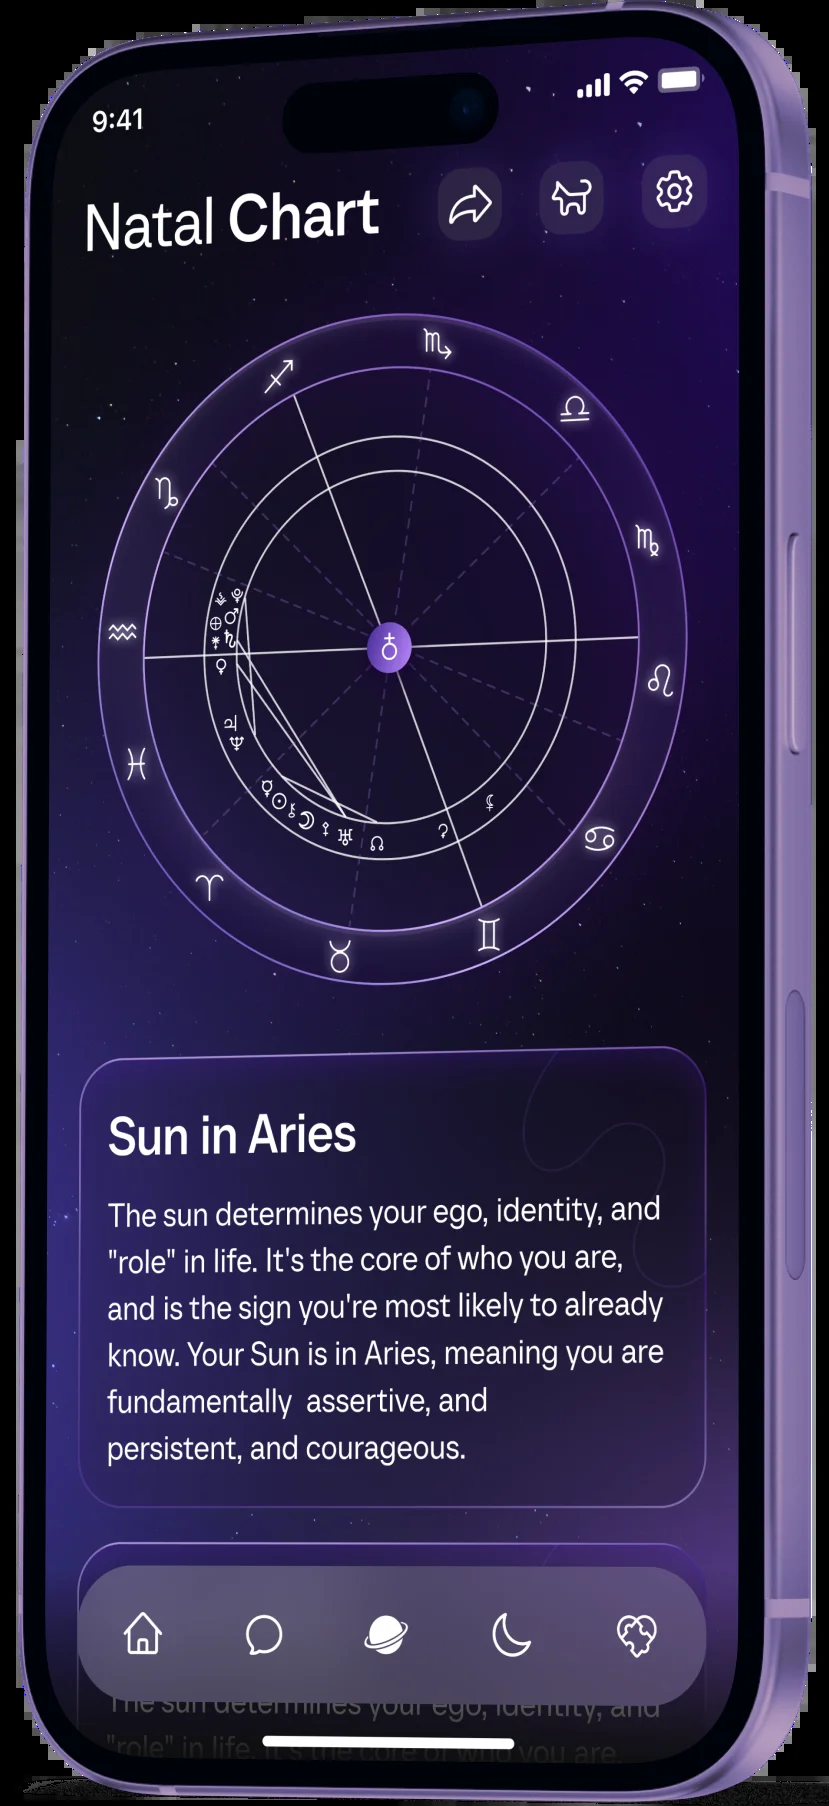 9:41
Natal Chart
Sun in Aries
The sun determines your ego, identity, and
"role" in life. It's the core of who you are,
and is the sign you're most likely to already
know. Your Sun is in Aries, meaning you are
fundamentally  assertive, and
persistent, and courageous.
The sun determines your ego, identity, and
"role" in life. It's the core of who you are,